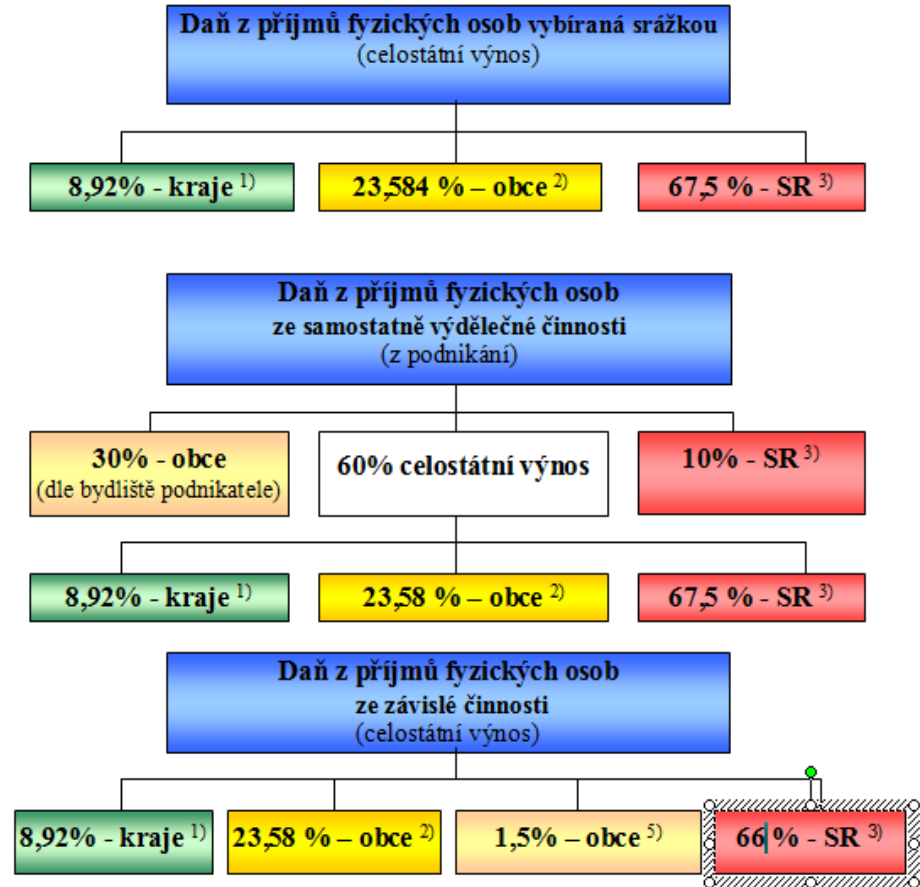 Daň z příjmů fyzických osob vybíraná srážkou
(celostátní výnos)
8,92% - kraje 1)
23,584 % – obce 2)
67,5 % - SR 3)
Daň z příjmů fyzických osob
ze samostatně výdělečné činnosti
(z podnikání)
30% - obce
(dle bydliště podnikatele)
60% celostátní výnos
10% - SR 3)
8,92% - kraje 1)
23,58 % – obce 2)
67,5 % - SR 3)
Daň z příjmů fyzických osob
ze závislé činnosti
(celostátní výnos)
8,92% - kraje 1)
23,58 % – obce 2)
1,5% – obce 5)
66 % - SR 3)